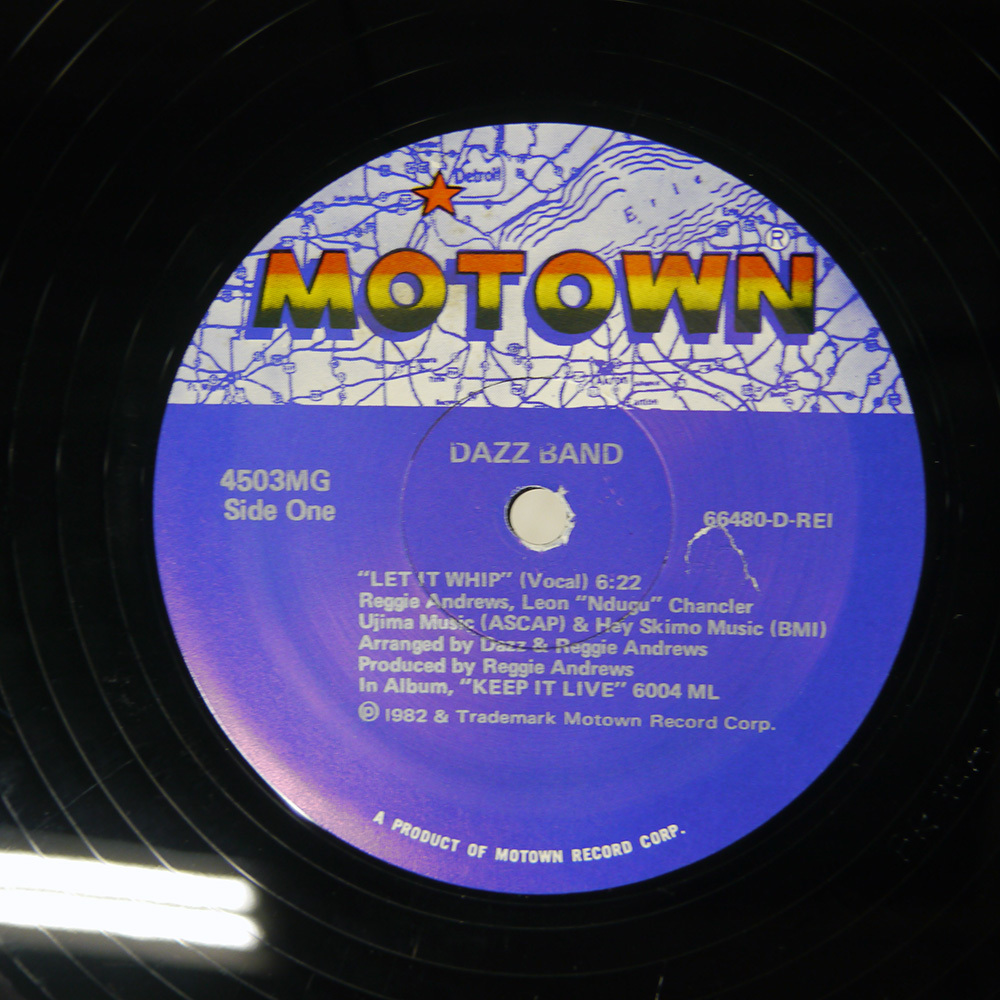 Detroit
Erie
MOTOWN®
Akron
DAZZ BAND
4503MG
Side One
66480-D-REI
"LET IT WHIP" (Vocal) 6:22
Reggie Andrews, Leon "Ndugu" Chancler
Ujima Music (ASCAP) & Hay Skimo Music (BMI)
Arranged by Dazz & Reggie Andrews
Produced by Reggie Andrews
In Album, "KEEP IT LIVE" 6004 ML
℗ 1982 & Trademark Motown Record Corp.
A PRODUCT OF MOTOWN RECORD CORP.